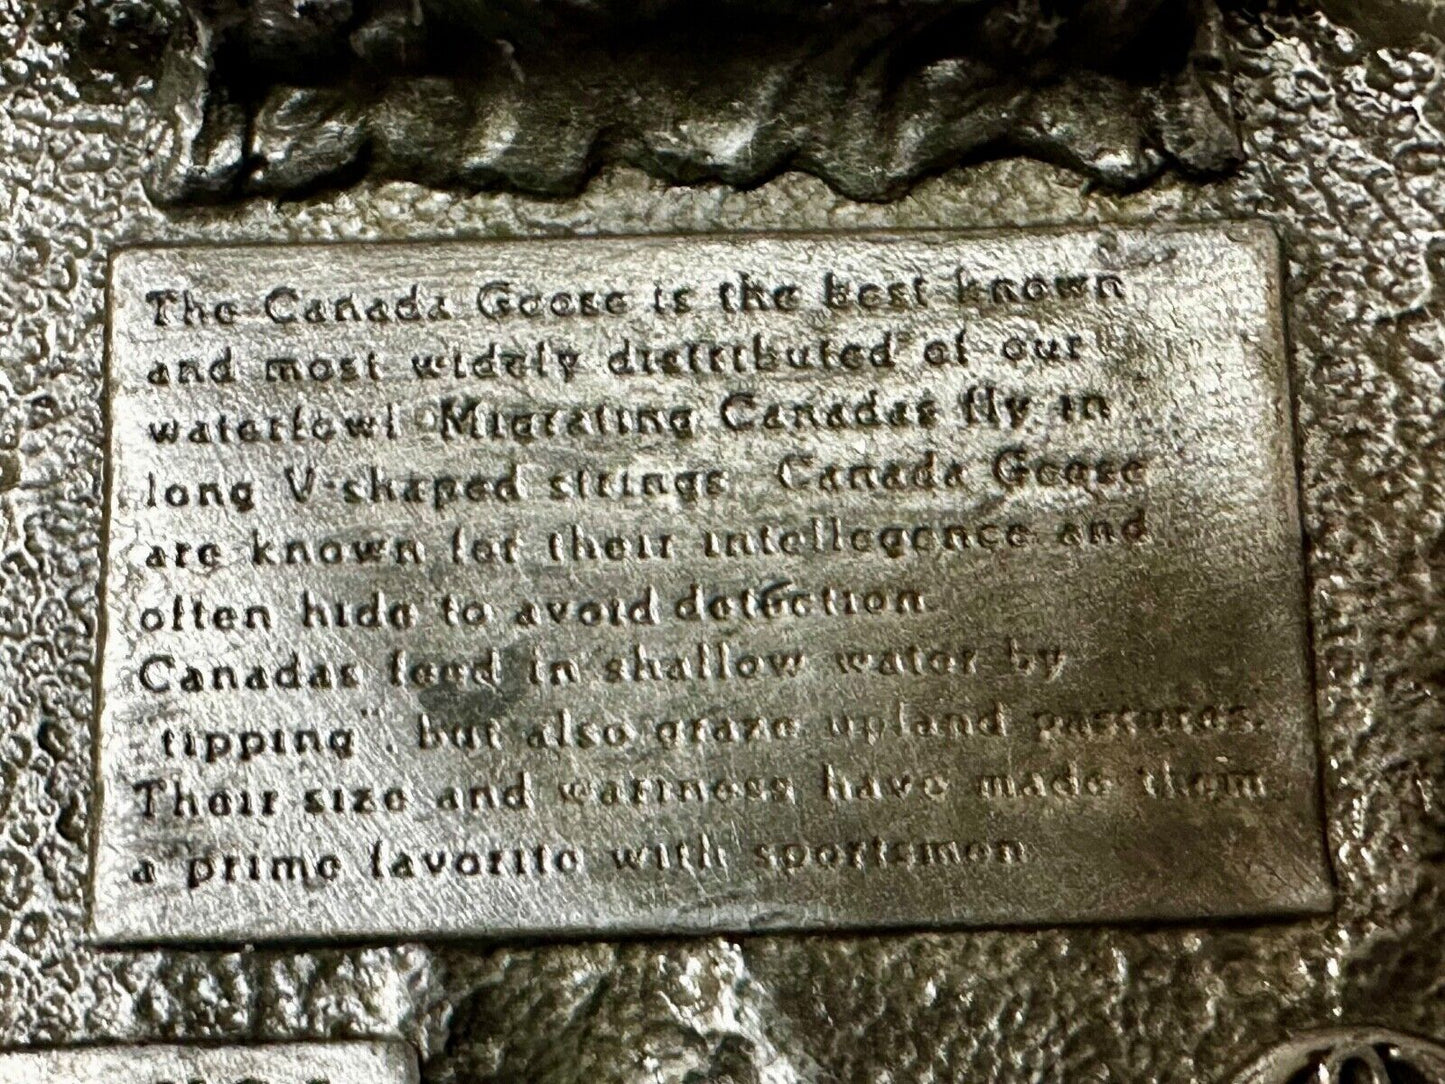 The Canada Geese is the best known
and most widely distributed of our
waterfowl. Migrating Canadas fly in
long V-shaped strings. Canada Geese
are known for their intellegence and
often hide to avoid detection.
Canadas feed in shallow water by
"tipping", but also graze upland pastures.
Their size and wariness have made them
a prime favorite with sportsmen